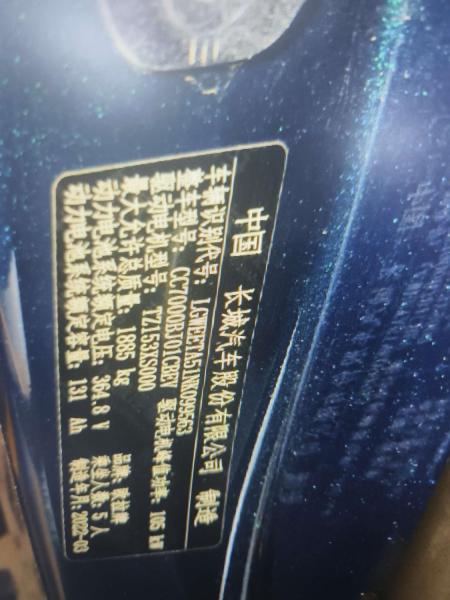 中国 长城汽车股份有限公司 制造
车辆识别代号:
整车型号: CC7000BJ01CBEV
驱动电机型号: TZ153XS000 驱动电机峰值功率: 105 kW
最大允许总质量: 1865 kg 品牌: 欧拉牌
动力电池系统额定电压: 364.8 V 乘坐人数: 5人
动力电池系统额定容量: 131 Ah 制造年月: 2022-03